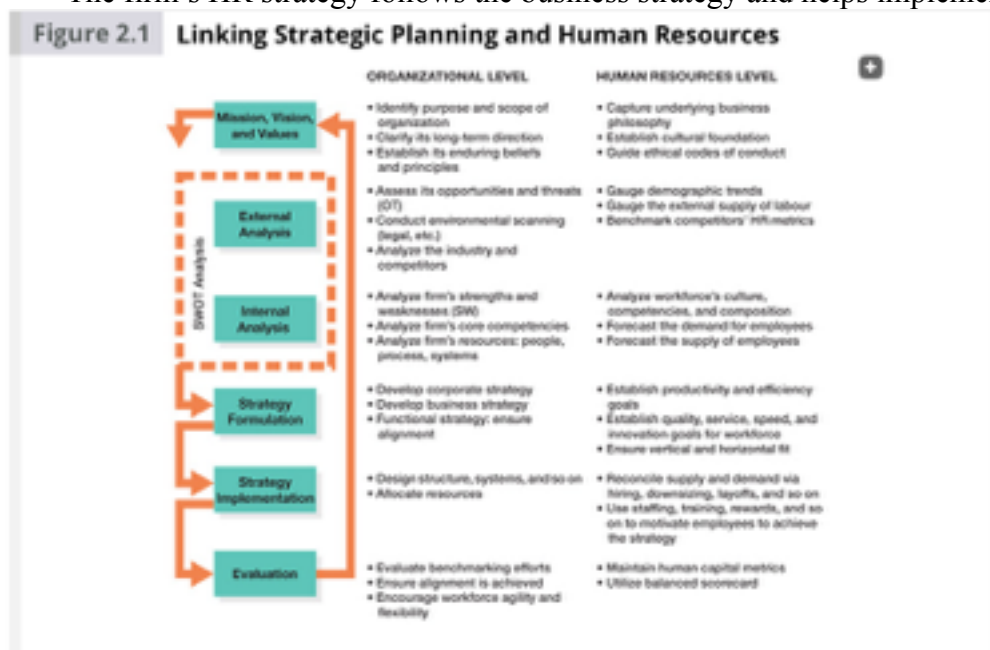 The firm's HR strategy follows the business strategy and helps implemen
Figure 2.1 Linking Strategic Planning and Human Resources
ORGANIZATIONAL LEVEL
HUMAN RESOURCES LEVEL
Mission, Vision,
and Values
• Identify purpose and scope of
organization
• Clarify its long-term direction
• Establish its enduring beliefs
and principles
• Capture underlying business
philosophy
• Establish cultural foundation
• Guide ethical codes of conduct
SWOT Analysis
External
Analysis
• Assess its opportunities and threats
(OT)
• Conduct environmental scanning
(legal, etc.)
• Analyze the industry and
competitors
• Gauge demographic trends
• Gauge the external supply of labour
• Benchmark competitors' HR metrics
Internal
Analysis
• Analyze firm's strengths and
weaknesses (SW)
• Analyze firm's core competencies
• Analyze firm's resources: people,
process, systems
• Analyze workforce's culture,
competencies, and composition
• Forecast the demand for employees
• Forecast the supply of employees
Strategy
Formulation
• Develop corporate strategy
• Develop business strategy
• Functional strategy: ensure
alignment
• Establish productivity and efficiency
goals
• Establish quality, service, speed, and
innovation goals for workforce
• Ensure vertical and horizontal fit
Strategy
Implementation
• Design structure, systems, and so on
• Allocate resources
• Reconcile supply and demand via
hiring, downsizing, layoffs, and so on
• Use staffing, training, rewards, and so
on to motivate employees to achieve
the strategy
Evaluation
• Evaluate benchmarking efforts
• Ensure alignment is achieved
• Encourage workforce agility and
flexibility
• Maintain human capital metrics
• Utilize balanced scorecard